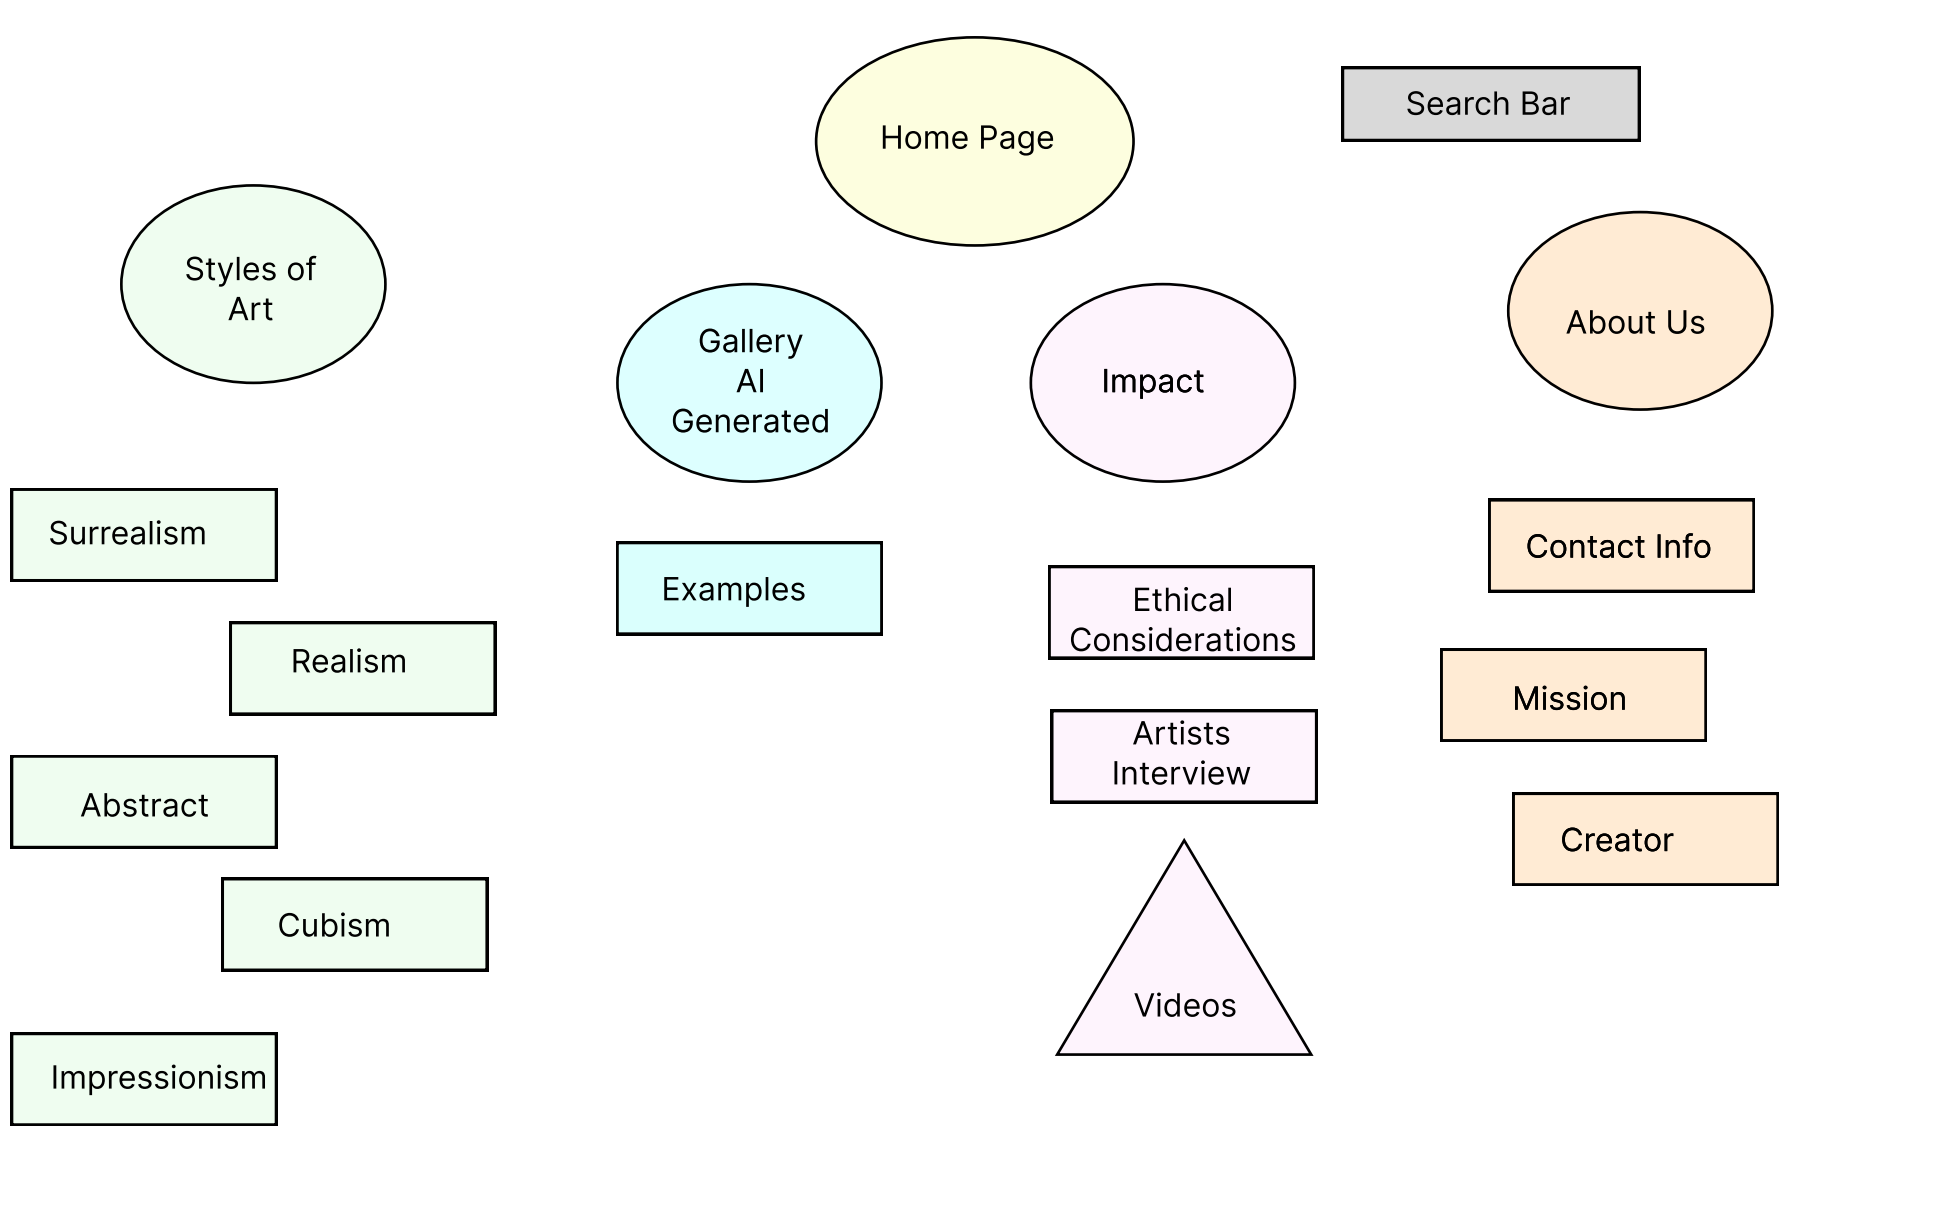 Home Page
Search Bar
Styles of
Art
Gallery
AI
Generated
Impact
About Us
Surrealism
Realism
Abstract
Cubism
Impressionism
Examples
Ethical
Considerations
Artists
Interview
Videos
Contact Info
Mission
Creator